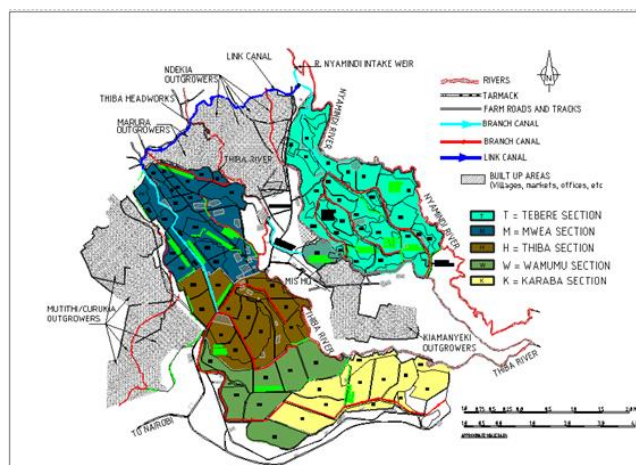 LINK CANAL
R. NYAMINDI INTAKE WEIR
NDEKIA
OUTGROWERS
THIBA HEADWORKS
MARURA
OUTGROWERS
THIBA RIVER
NYAMINDI
RIVER
NYAMINDI RIVER
MIS HQ
MUTITHI/CURUKIA
OUTGROWERS
THIBA
RIVER
KIAMANYEKI
OUTGROWERS
THIBA RIVER
TO NAIROBI
N
RIVERS
TARMACK
FARM ROADS AND TRACKS
BRANCH CANAL
BRANCH CANAL
LINK CANAL
BUILT UP AREAS
(Villages, markets, offices, etc
T T = TEBERE SECTION
M M = MWEA SECTION
H H = THIBA SECTION
W W = WAMUMU SECTION
K K = KARABA SECTION